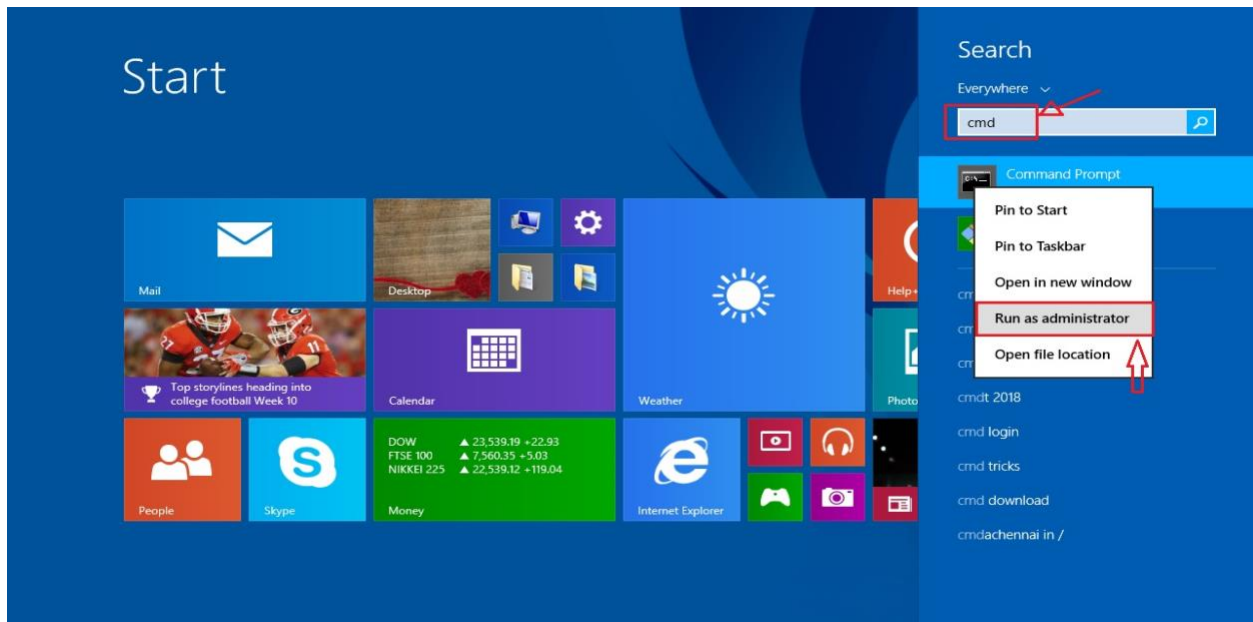 Start
Mail
Desktop
Help+
Top storylines heading into
college football Week 10
Calendar
Weather
Photo
People
Skype
DOW ▲ 23,539.19 +22.93
FTSE 100 ▲ 7,560.35 +5.03
NIKKEI 225 ▲ 22,539.12 +119.04
Money
Internet Explorer
Search
Everywhere
cmd
Command Prompt
Pin to Start
Pin to Taskbar
Open in new window
Run as administrator
Open file location
cmdt 2018
cmd login
cmd tricks
cmd download
cmdachennai in /